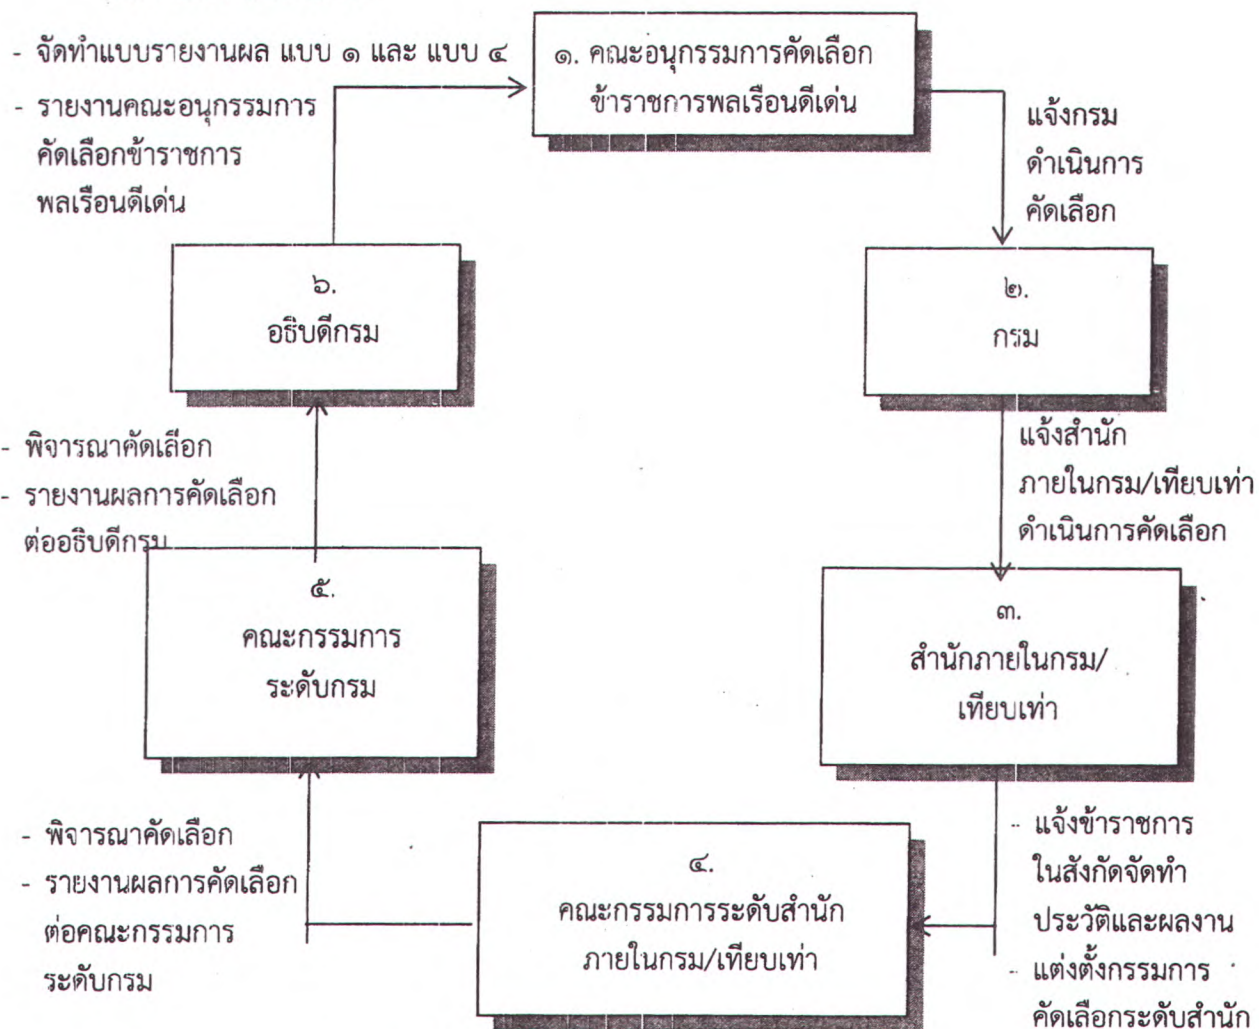 - จัดทำแบบรายงานผล แบบ ๑ และ แบบ ๔
- รายงานคณะอนุกรรมการ
คัดเลือกข้าราชการ
พลเรือนดีเด่น
๑. คณะอนุกรรมการคัดเลือก
ข้าราชการพลเรือนดีเด่น
แจ้งกรม
ดำเนินการ
คัดเลือก
๒.
กรม
แจ้งสำนัก
ภายในกรม/เทียบเท่า
ดำเนินการคัดเลือก
๓.
สำนักภายในกรม/
เทียบเท่า
- แจ้งข้าราชการ
ในสังกัดจัดทำ
ประวัติและผลงาน
- แต่งตั้งกรรมการ
คัดเลือกระดับสำนัก
๔.
คณะกรรมการระดับสำนัก
ภายในกรม/เทียบเท่า
- พิจารณาคัดเลือก
- รายงานผลการคัดเลือก
ต่อคณะกรรมการ
ระดับกรม
๕.
คณะกรรมการ
ระดับกรม
- พิจารณาคัดเลือก
- รายงานผลการคัดเลือก
ต่ออธิบดีกรม
๖.
อธิบดีกรม